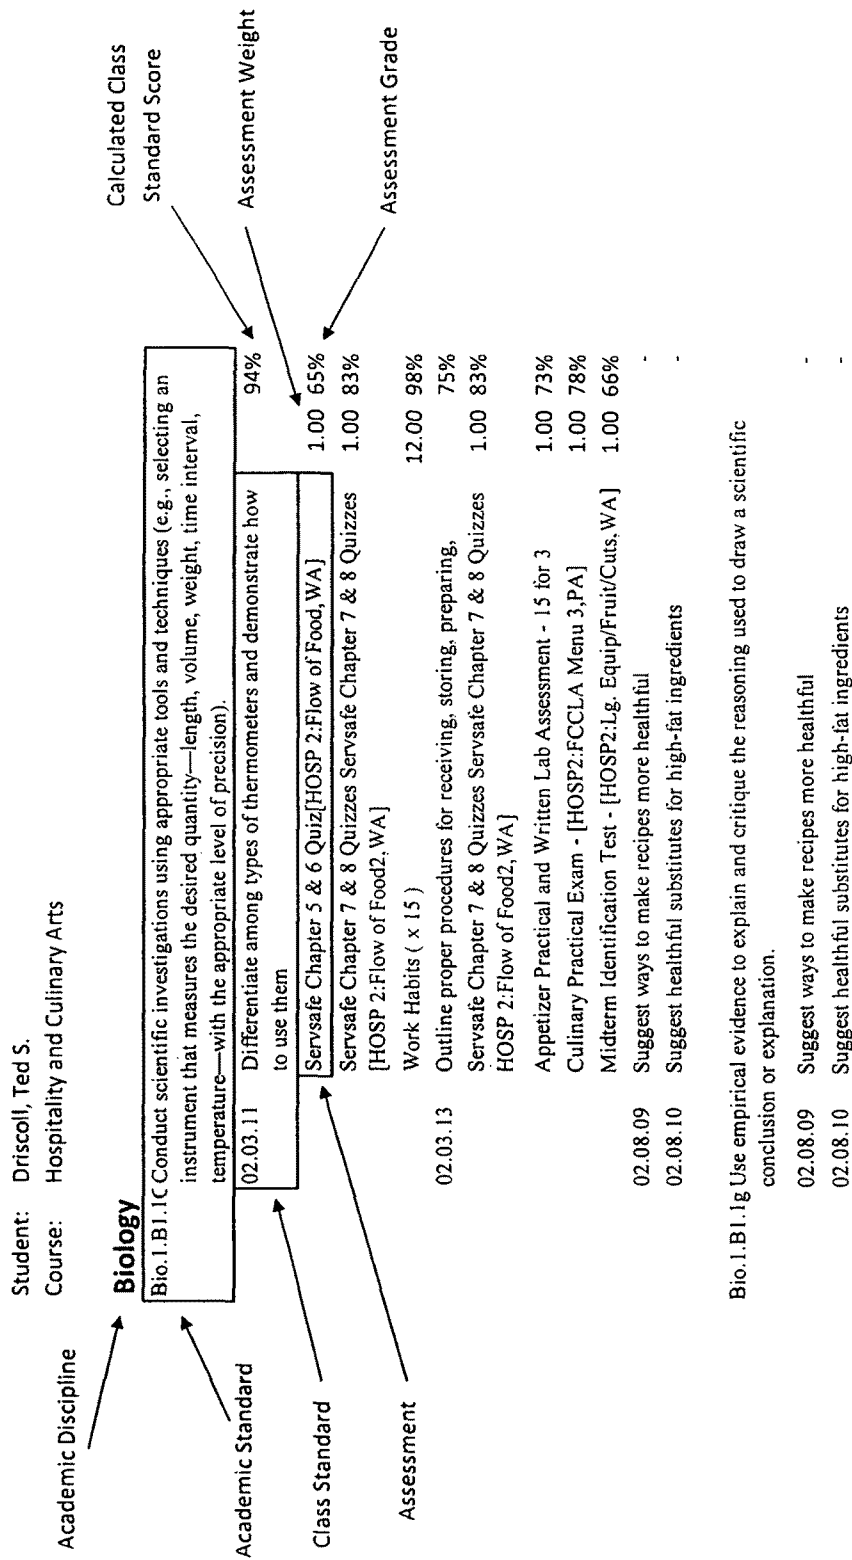 Student: Driscoll, Ted S.
Course: Hospitality and Culinary Arts
Academic Discipline
Biology
Academic Standard
Bio.1.B1.1C Conduct scientific investigations using appropriate tools and techniques (e.g., selecting an
instrument that measures the desired quantity—length, volume, weight, time interval,
temperature—with the appropriate level of precision).
Calculated Class
Standard Score
Class Standard
02.03.11 Differentiate among types of thermometers and demonstrate how 94%
to use them
Assessment Weight
Assessment
Servsafe Chapter 5 & 6 Quiz[HOSP 2:Flow of Food,WA] 1.00 65%
Assessment Grade
Servsafe Chapter 7 & 8 Quizzes Servsafe Chapter 7 & 8 Quizzes 1.00 83%
[HOSP 2:Flow of Food2,WA]
Work Habits ( x 15 ) 12.00 98%
02.03.13 Outline proper procedures for receiving, storing, preparing, 75%
Servsafe Chapter 7 & 8 Quizzes Servsafe Chapter 7 & 8 Quizzes 1.00 83%
HOSP 2:Flow of Food2,WA]
Appetizer Practical and Written Lab Assessment - 15 for 3 1.00 73%
Culinary Practical Exam - [HOSP2:FCCLA Menu 3,PA] 1.00 78%
Midterm Identification Test - [HOSP2:Lg. Equip/Fruit/Cuts,WA] 1.00 66%
02.08.09 Suggest ways to make recipes more healthful -
02.08.10 Suggest healthful substitutes for high-fat ingredients -
Bio.1.B1.1g Use empirical evidence to explain and critique the reasoning used to draw a scientific
conclusion or explanation.
02.08.09 Suggest ways to make recipes more healthful -
02.08.10 Suggest healthful substitutes for high-fat ingredients -